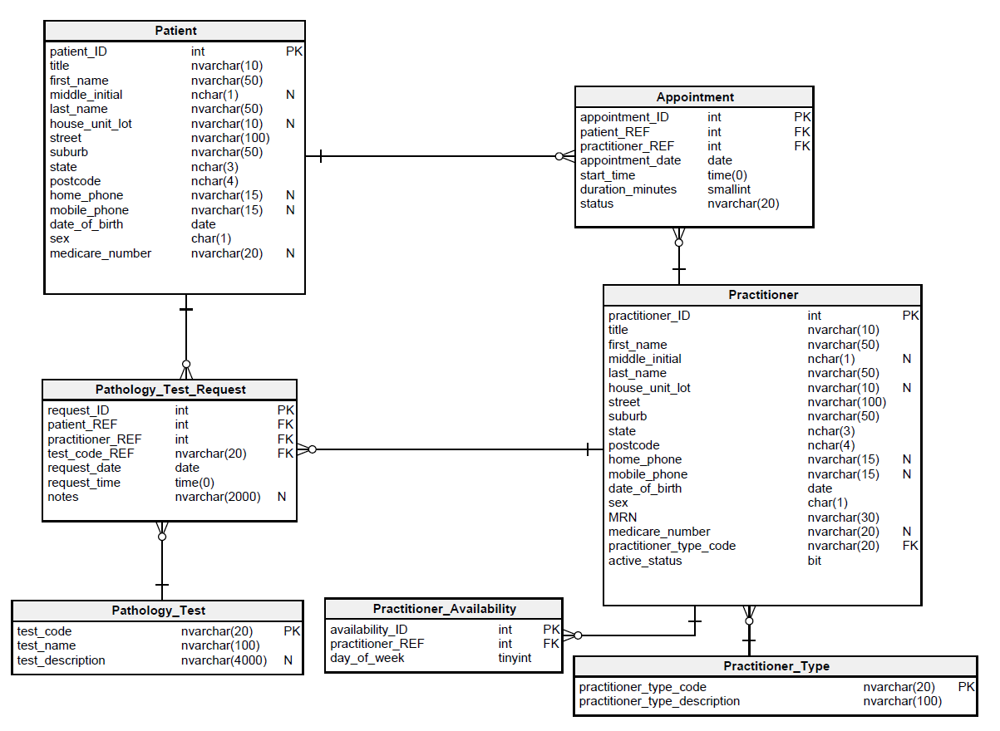 Patient
patient_ID int PK
title nvarchar(10)
first_name nvarchar(50)
middle_initial nchar(1) N
last_name nvarchar(50)
house_unit_lot nvarchar(10) N
street nvarchar(100)
suburb nvarchar(50)
state nchar(3)
postcode nchar(4)
home_phone nvarchar(15) N
mobile_phone nvarchar(15) N
date_of_birth date
sex char(1)
medicare_number nvarchar(20) N
Appointment
appointment_ID int PK
patient_REF int FK
practitioner_REF int FK
appointment_date date
start_time time(0)
duration_minutes smallint
status nvarchar(20)
Practitioner
practitioner_ID int PK
title nvarchar(10)
first_name nvarchar(50)
middle_initial nchar(1) N
last_name nvarchar(50)
house_unit_lot nvarchar(10) N
street nvarchar(100)
suburb nvarchar(50)
state nchar(3)
postcode nchar(4)
home_phone nvarchar(15) N
mobile_phone nvarchar(15) N
date_of_birth date
sex char(1)
MRN nvarchar(30)
medicare_number nvarchar(20) N
practitioner_type_code nvarchar(20) FK
active_status bit
Pathology_Test_Request
request_ID int PK
patient_REF int FK
practitioner_REF int FK
test_code_REF nvarchar(20) FK
request_date date
request_time time(0)
notes nvarchar(2000) N
Pathology_Test
test_code nvarchar(20) PK
test_name nvarchar(100)
test_description nvarchar(4000) N
Practitioner_Availability
availability_ID int PK
practitioner_REF int FK
day_of_week tinyint
Practitioner_Type
practitioner_type_code nvarchar(20) PK
practitioner_type_description nvarchar(100)